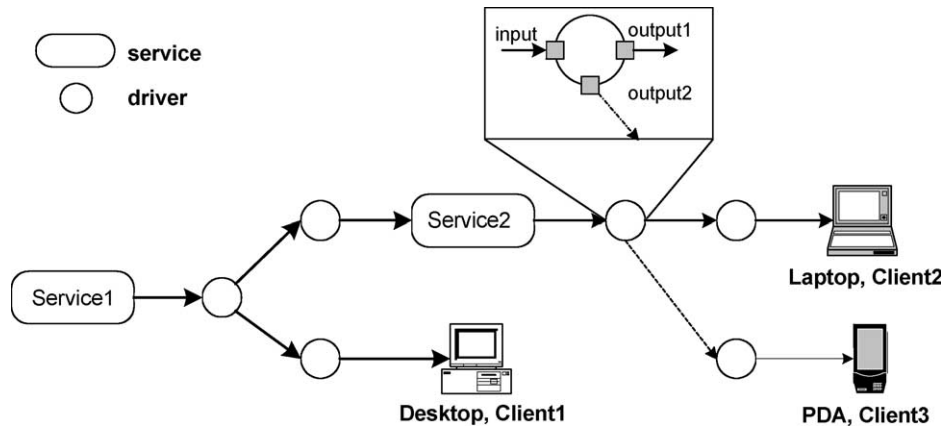 service
driver
input
output1
output2
Service2
Laptop, Client2
Service1
Desktop, Client1
PDA, Client3